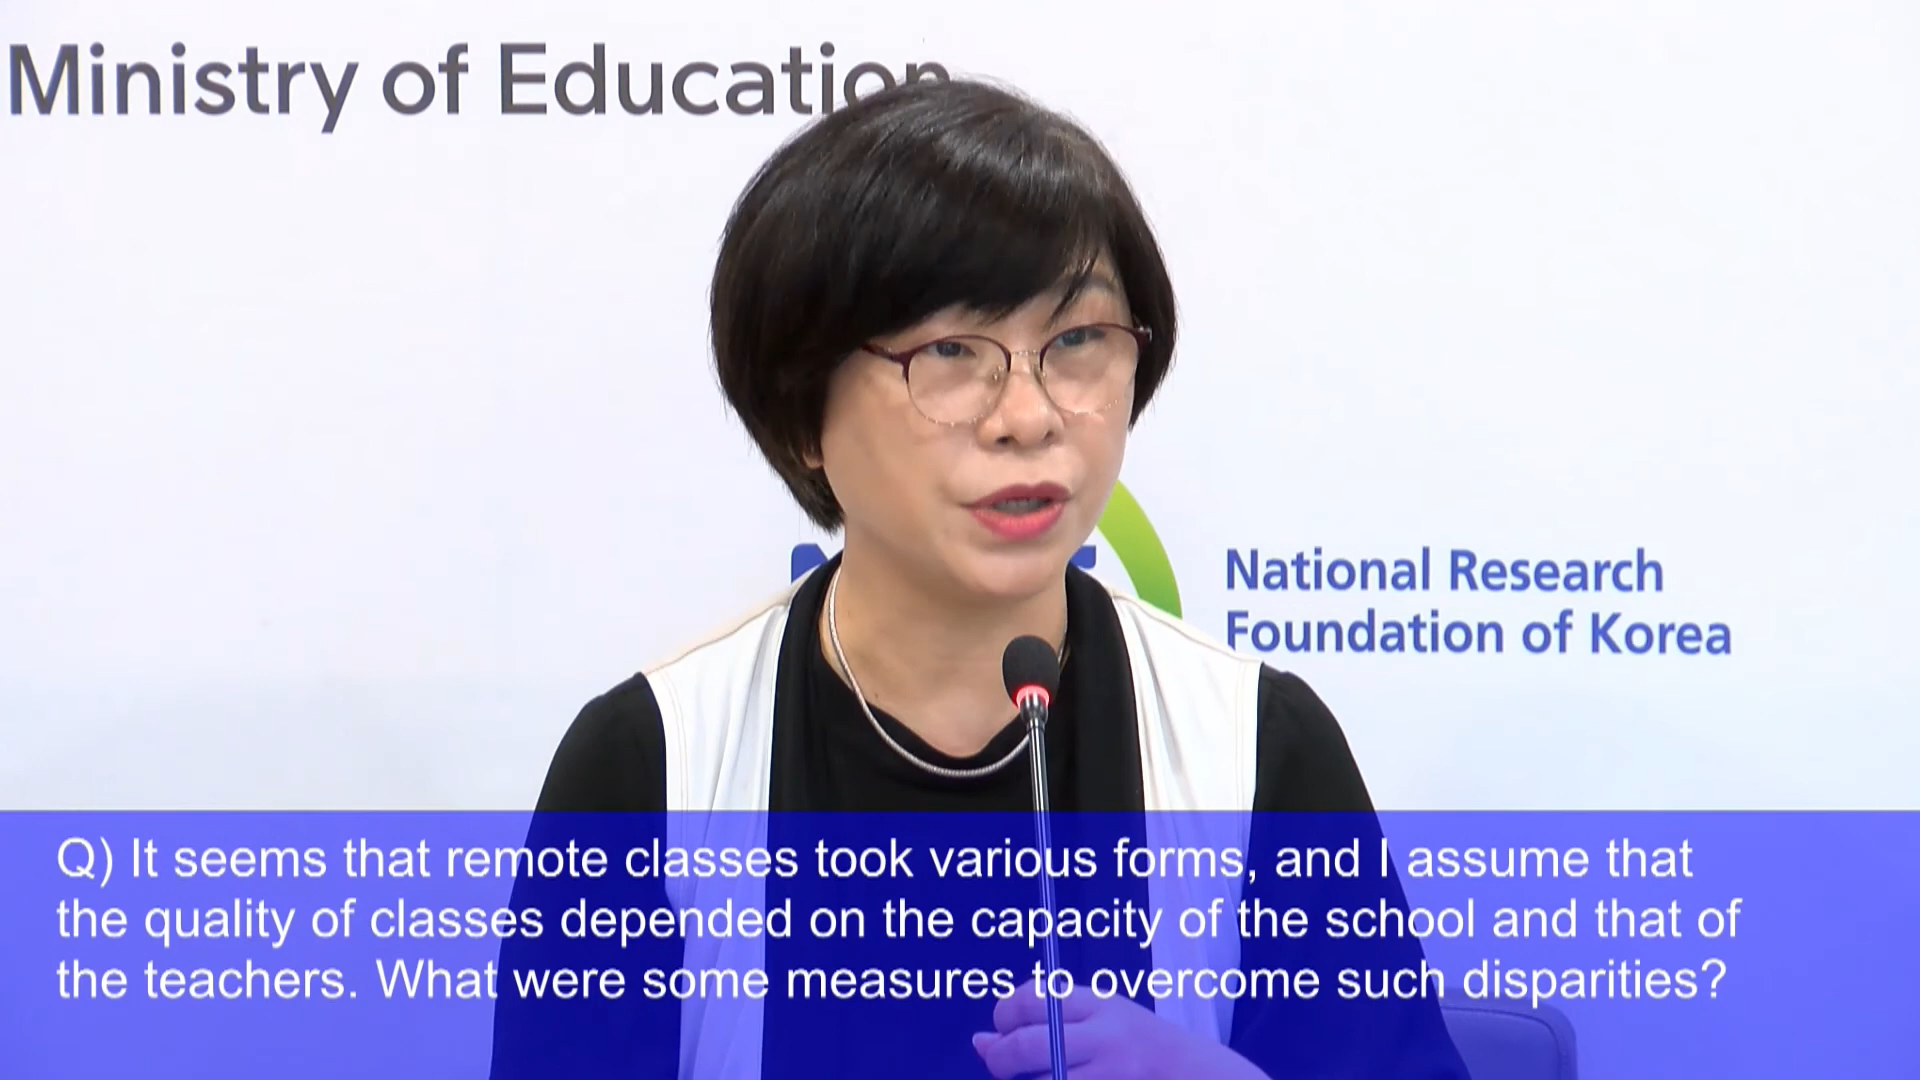 Ministry of Education
National Research
Foundation of Korea
Q) It seems that remote classes took various forms, and I assume that
the quality of classes depended on the capacity of the school and that of
the teachers. What were some measures to overcome such disparities?